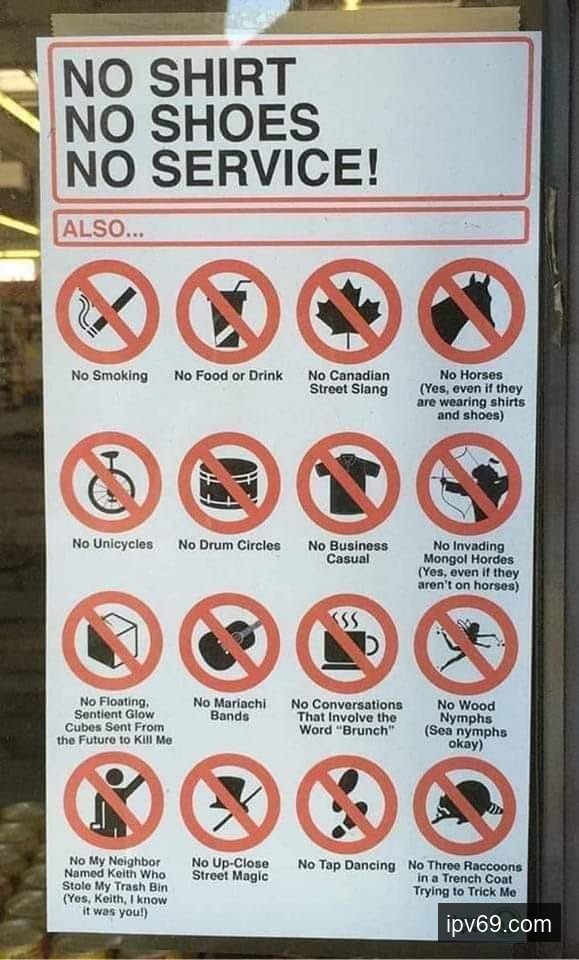 NO SHIRT
NO SHOES
NO SERVICE!
ALSO...
No Smoking
No Food or Drink
No Canadian
Street Slang
No Horses
(Yes, even if they
are wearing shirts
and shoes)
No Unicycles
No Drum Circles
No Business
Casual
No Invading
Mongol Hordes
(Yes, even if they
aren't on horses)
No Floating,
Sentient Glow
Cubes Sent From
the Future to Kill Me
No Mariachi
Bands
No Conversations
That Involve the
Word "Brunch"
No Wood
Nymphs
(Sea nymphs
okay)
No My Neighbor
Named Keith Who
Stole My Trash Bin
(Yes, Keith, I know
it was you!)
No Up-Close
Street Magic
No Tap Dancing
No Three Raccoons
in a Trench Coat
Trying to Trick Me
ipv69.com